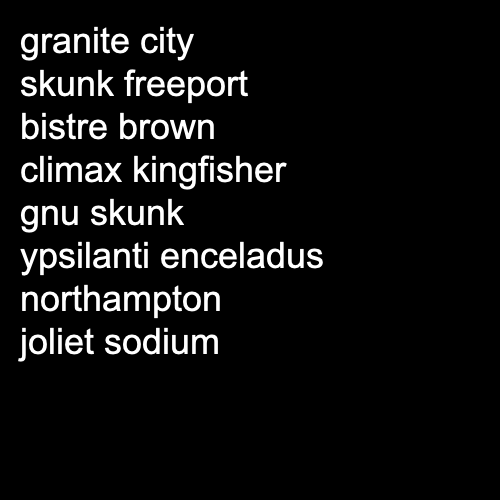 granite city
skunk freeport
bistre brown
climax kingfisher
gnu skunk
ypsilanti enceladus
northampton
joliet sodium